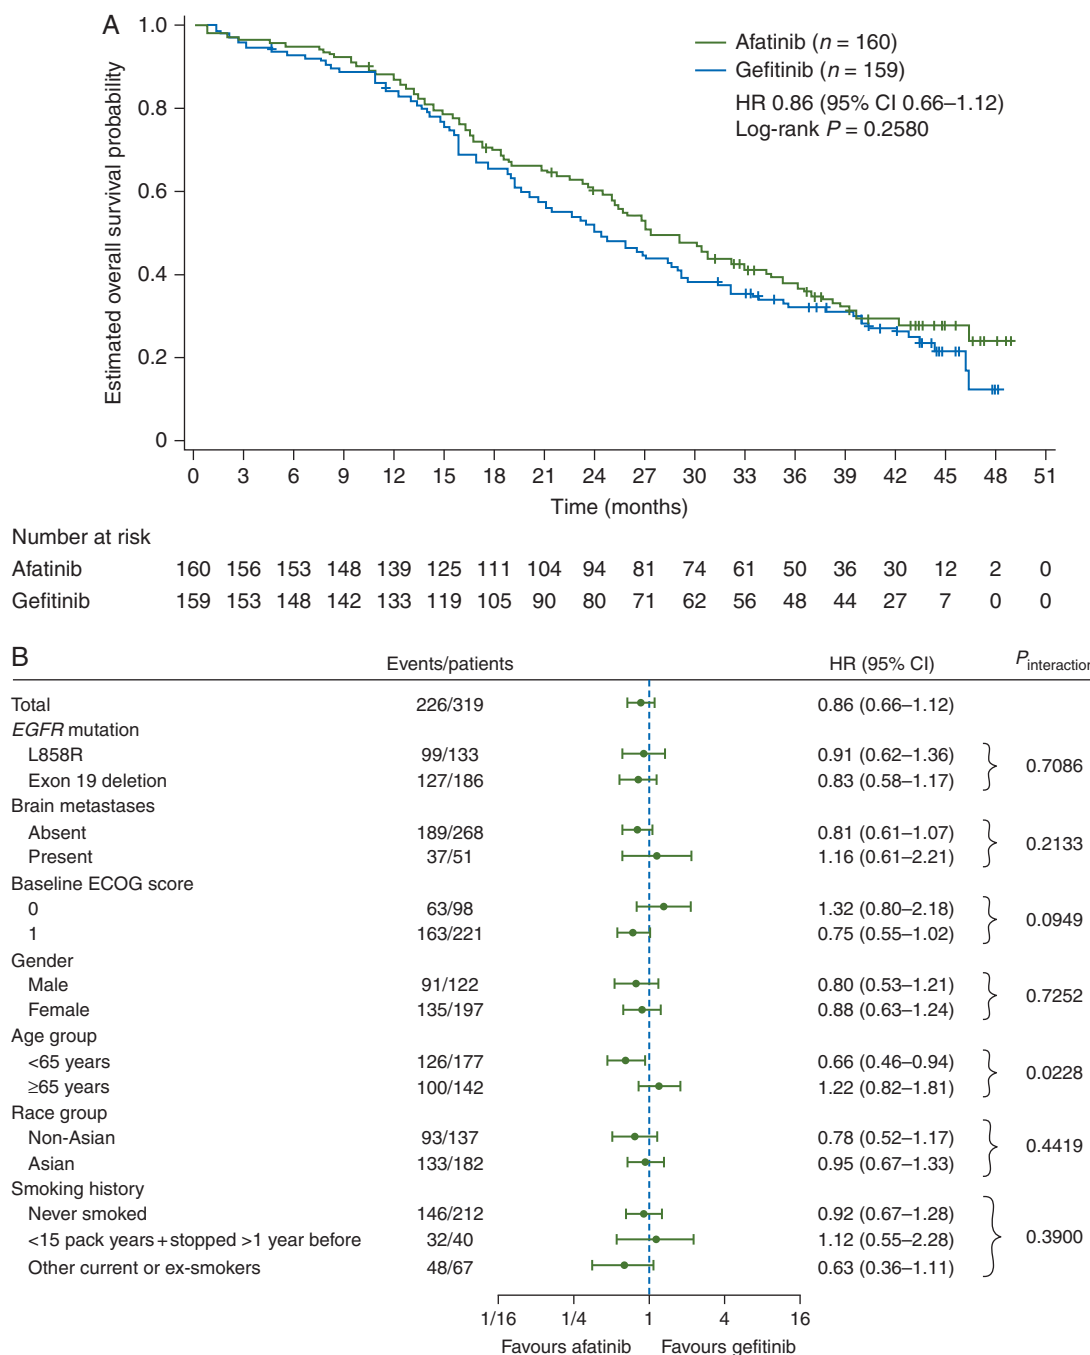 A
Estimated overall survival probability
1.0
0.8
0.6
0.4
0.2
0
Afatinib (n = 160)
Gefitinib (n = 159)
HR 0.86 (95% CI 0.66–1.12)
Log-rank P = 0.2580
0 3 6 9 12 15 18 21 24 27 30 33 36 39 42 45 48 51
Time (months)
Number at risk
Afatinib 160 156 153 148 139 125 111 104 94 81 74 61 50 36 30 12 2 0
Gefitinib 159 153 148 142 133 119 105 90 80 71 62 56 48 44 27 7 0 0
B
Events/patients HR (95% CI) Pinteraction
Total 226/319 0.86 (0.66–1.12)
EGFR mutation
L858R 99/133 0.91 (0.62–1.36)
0.7086
Exon 19 deletion 127/186 0.83 (0.58–1.17)
Brain metastases
Absent 189/268 0.81 (0.61–1.07)
0.2133
Present 37/51 1.16 (0.61–2.21)
Baseline ECOG score
0 63/98 1.32 (0.80–2.18)
0.0949
1 163/221 0.75 (0.55–1.02)
Gender
Male 91/122 0.80 (0.53–1.21)
0.7252
Female 135/197 0.88 (0.63–1.24)
Age group
<65 years 126/177 0.66 (0.46–0.94)
0.0228
≥65 years 100/142 1.22 (0.82–1.81)
Race group
Non-Asian 93/137 0.78 (0.52–1.17)
0.4419
Asian 133/182 0.95 (0.67–1.33)
Smoking history
Never smoked 146/212 0.92 (0.67–1.28)
<15 pack years+stopped >1 year before 32/40 1.12 (0.55–2.28) 0.3900
Other current or ex-smokers 48/67 0.63 (0.36–1.11)
1/16 1/4 1 4 16
Favours afatinib Favours gefitinib